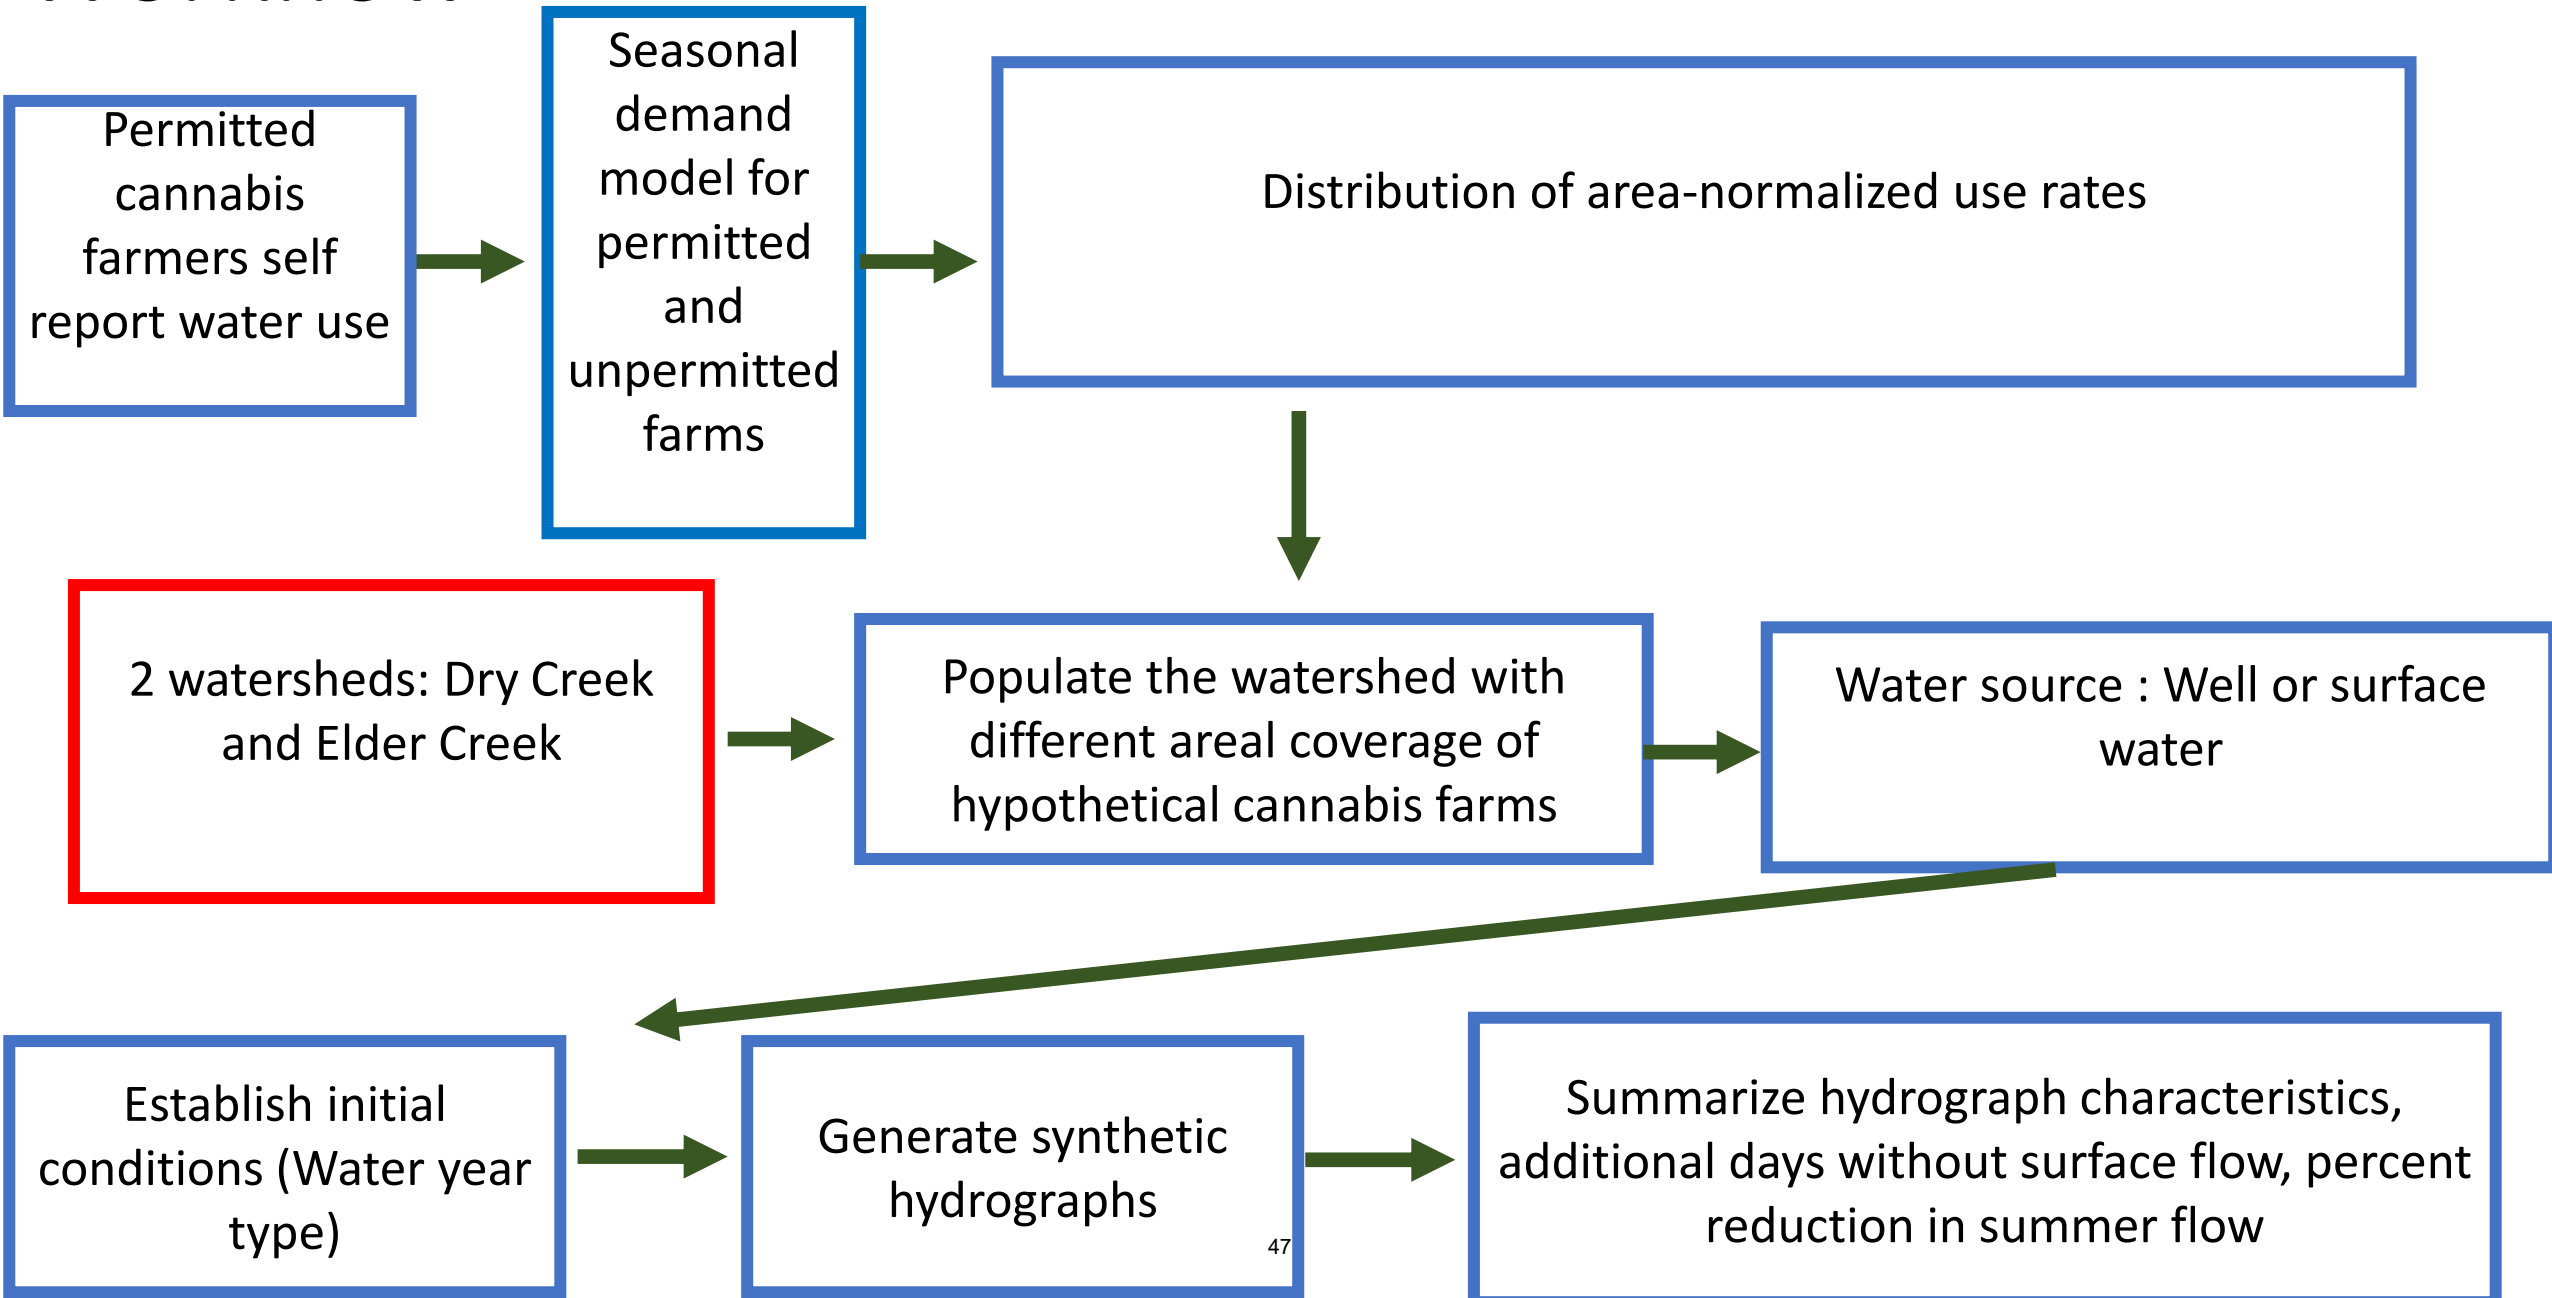 Permitted
cannabis
farmers self
report water use
Seasonal
demand
model for
permitted
and
unpermitted
farms
Distribution of area-normalized use rates
2 watersheds: Dry Creek
and Elder Creek
Populate the watershed with
different areal coverage of
hypothetical cannabis farms
Water source : Well or surface
water
Establish initial
conditions (Water year
type)
Generate synthetic
hydrographs
47
Summarize hydrograph characteristics,
additional days without surface flow, percent
reduction in summer flow